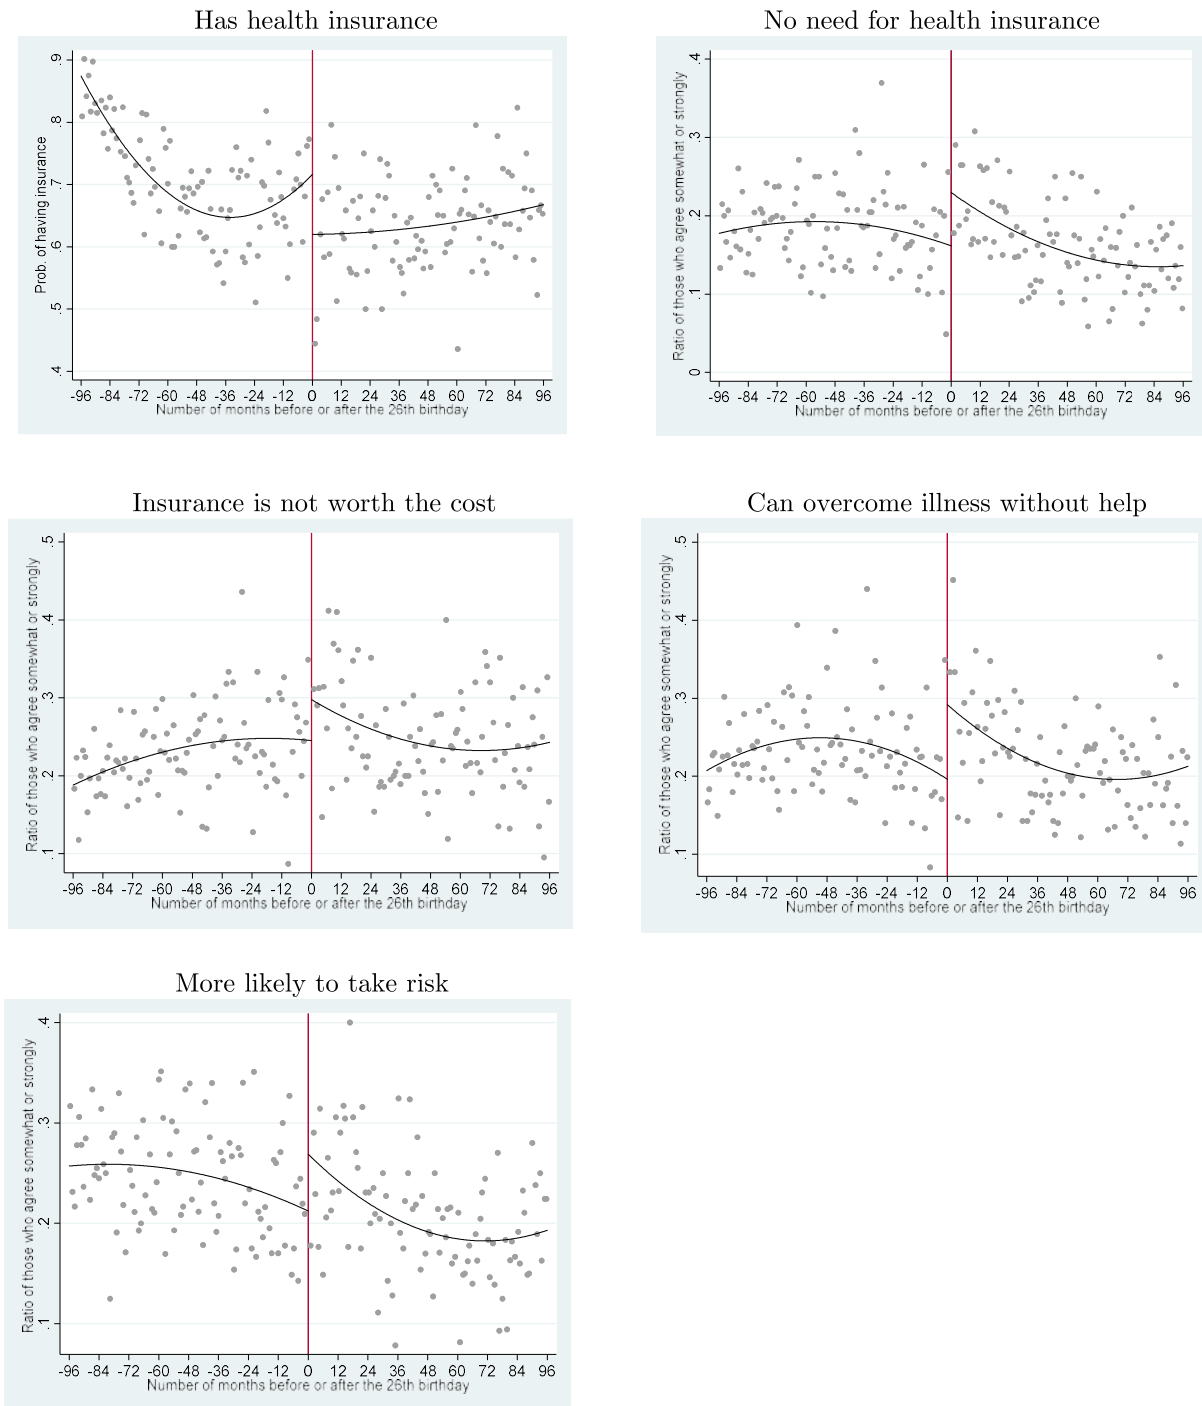 Has health insurance
No need for health insurance
Prob. of having insurance
.4 .5 .6 .7 .8 .9
-96 -84 -72 -60 -48 -36 -24 -12 0 12 24 36 48 60 72 84 96
Number of months before or after the 26th birthday
Ratio of those who agree somewhat or strongly
0 .1 .2 .3 .4
-96 -84 -72 -60 -48 -36 -24 -12 0 12 24 36 48 60 72 84 96
Number of months before or after the 26th birthday
Insurance is not worth the cost
Can overcome illness without help
Ratio of those who agree somewhat or strongly
.1 .2 .3 .4 .5
-96 -84 -72 -60 -48 -36 -24 -12 0 12 24 36 48 60 72 84 96
Number of months before or after the 26th birthday
Ratio of those who agree somewhat or strongly
.1 .2 .3 .4 .5
-96 -84 -72 -60 -48 -36 -24 -12 0 12 24 36 48 60 72 84 96
Number of months before or after the 26th birthday
More likely to take risk
Ratio of those who agree somewhat or strongly
.1 .2 .3 .4
-96 -84 -72 -60 -48 -36 -24 -12 0 12 24 36 48 60 72 84 96
Number of months before or after the 26th birthday